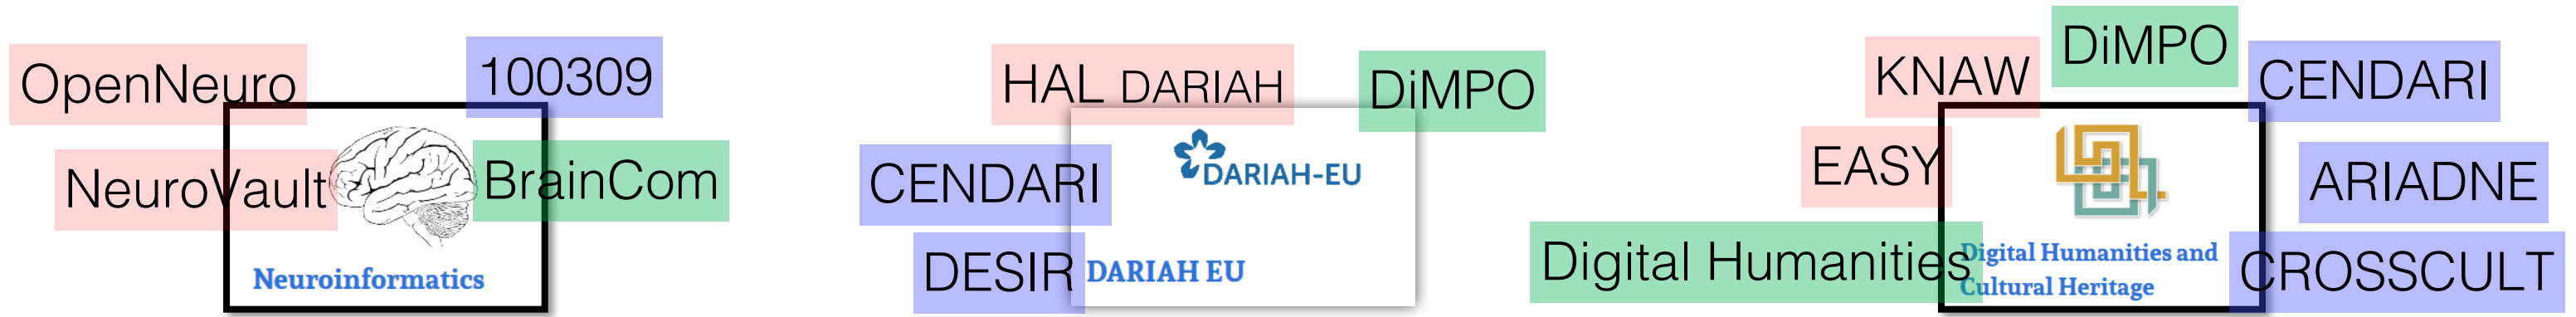 OpenNeuro
100309
NeuroVault
BrainCom
Neuroinformatics
HAL DARIAH
DiMPO
CENDARI
DARIAH-EU
DESIR
DARIAH EU
KNAW
DiMPO
CENDARI
EASY
ARIADNE
Digital Humanities
Digital Humanities and
Cultural Heritage
CROSSCULT